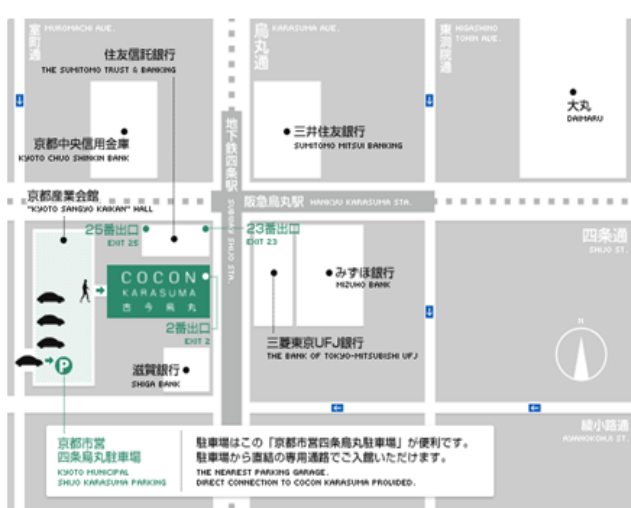 室町通
MUROMACHI AVE.
烏丸通
KARASUMA AVE.
東洞院通
HIGASHINO
TOHIN AVE.
住友信託銀行
THE SUMITOMO TRUST & BANKING
大丸
DAIMARU
京都中央信用金庫
KYOTO CHUO SHINKIN BANK
三井住友銀行
SUMITOMO MITSUI BANKING
地下鉄四条駅
SUBWAY SHIJO STA.
京都産業会館
"KYOTO SANGYO KAIKAN" HALL
阪急烏丸駅 HANKYU KARASUMA STA.
25番出口
EXIT 25
23番出口
EXIT 23
四条通
SHIJO ST.
COCON
KARASUMA
古今烏丸
みずほ銀行
MIZUHO BANK
2番出口
EXIT 2
三菱東京UFJ銀行
THE BANK OF TOKYO-MITSUBISHI UFJ
N
滋賀銀行
SHIGA BANK
P
綾小路通
AYANOKOHJI ST.
京都市営
四条烏丸駐車場
KYOTO MUNICIPAL
SHIJO KARASUMA PARKING
駐車場はこの「京都市営四条烏丸駐車場」が便利です。
駐車場から直結の専用通路でご入館いただけます。
THE NEAREST PARKING GARAGE.
DIRECT CONNECTION TO COCON KARASUMA PROVIDED.